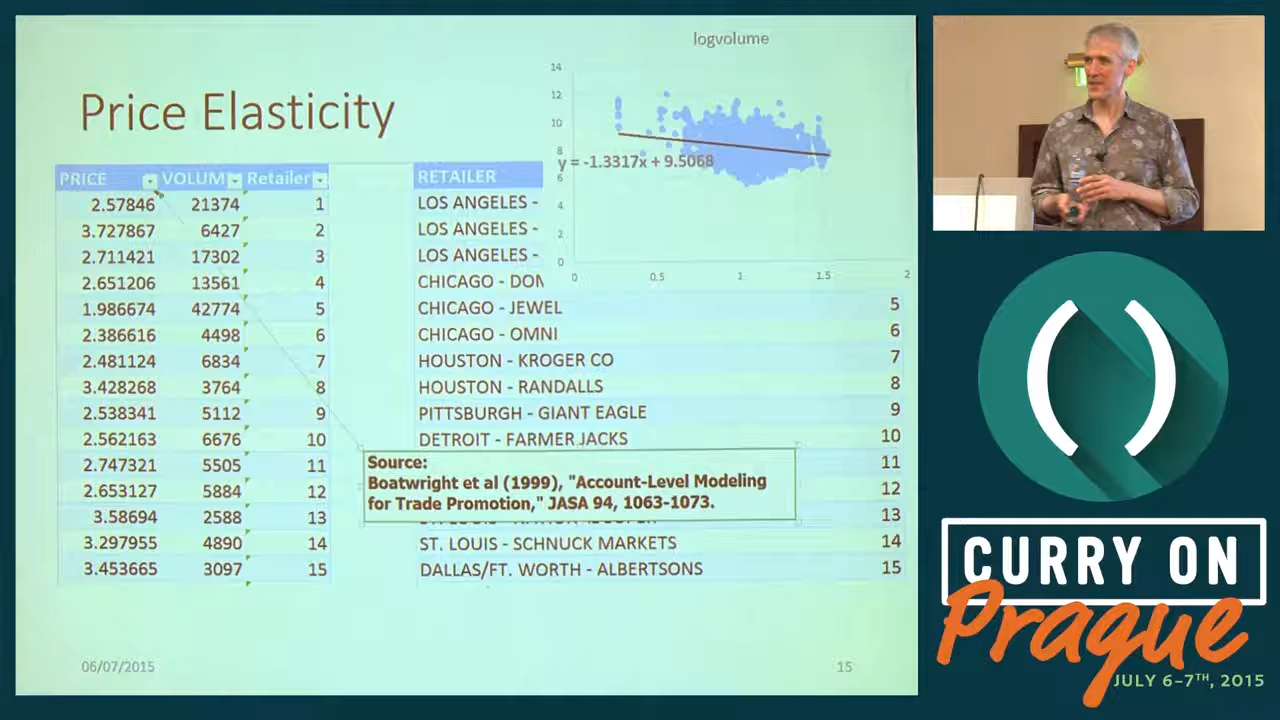 Price Elasticity
logvolume
14
12
10
8
6
4
2
0
0 0.5 1 1.5 2
y = -1.3317x + 9.5068
PRICE VOLUM Retailer RETAILER
2.57846 21374 1 LOS ANGELES -
3.727867 6427 2 LOS ANGELES -
2.711421 17302 3 LOS ANGELES -
2.651206 13561 4 CHICAGO - DOM
1.986674 42774 5 CHICAGO - JEWEL 5
2.386616 4498 6 CHICAGO - OMNI 6
2.481124 6834 7 HOUSTON - KROGER CO 7
3.428268 3764 8 HOUSTON - RANDALLS 8
2.538341 5112 9 PITTSBURGH - GIANT EAGLE 9
2.562163 6676 10 DETROIT - FARMER JACKS 10
2.747321 5505 11 11
2.653127 5884 12 12
3.58694 2588 13 13
3.297955 4890 14 ST. LOUIS - SCHNUCK MARKETS 14
3.453665 3097 15 DALLAS/FT. WORTH - ALBERTSONS 15
Source:
Boatwright et al (1999), "Account-Level Modeling
for Trade Promotion," JASA 94, 1063-1073.
06/07/2015 15
()
CURRY ON
Prague
JULY 6-7TH, 2015